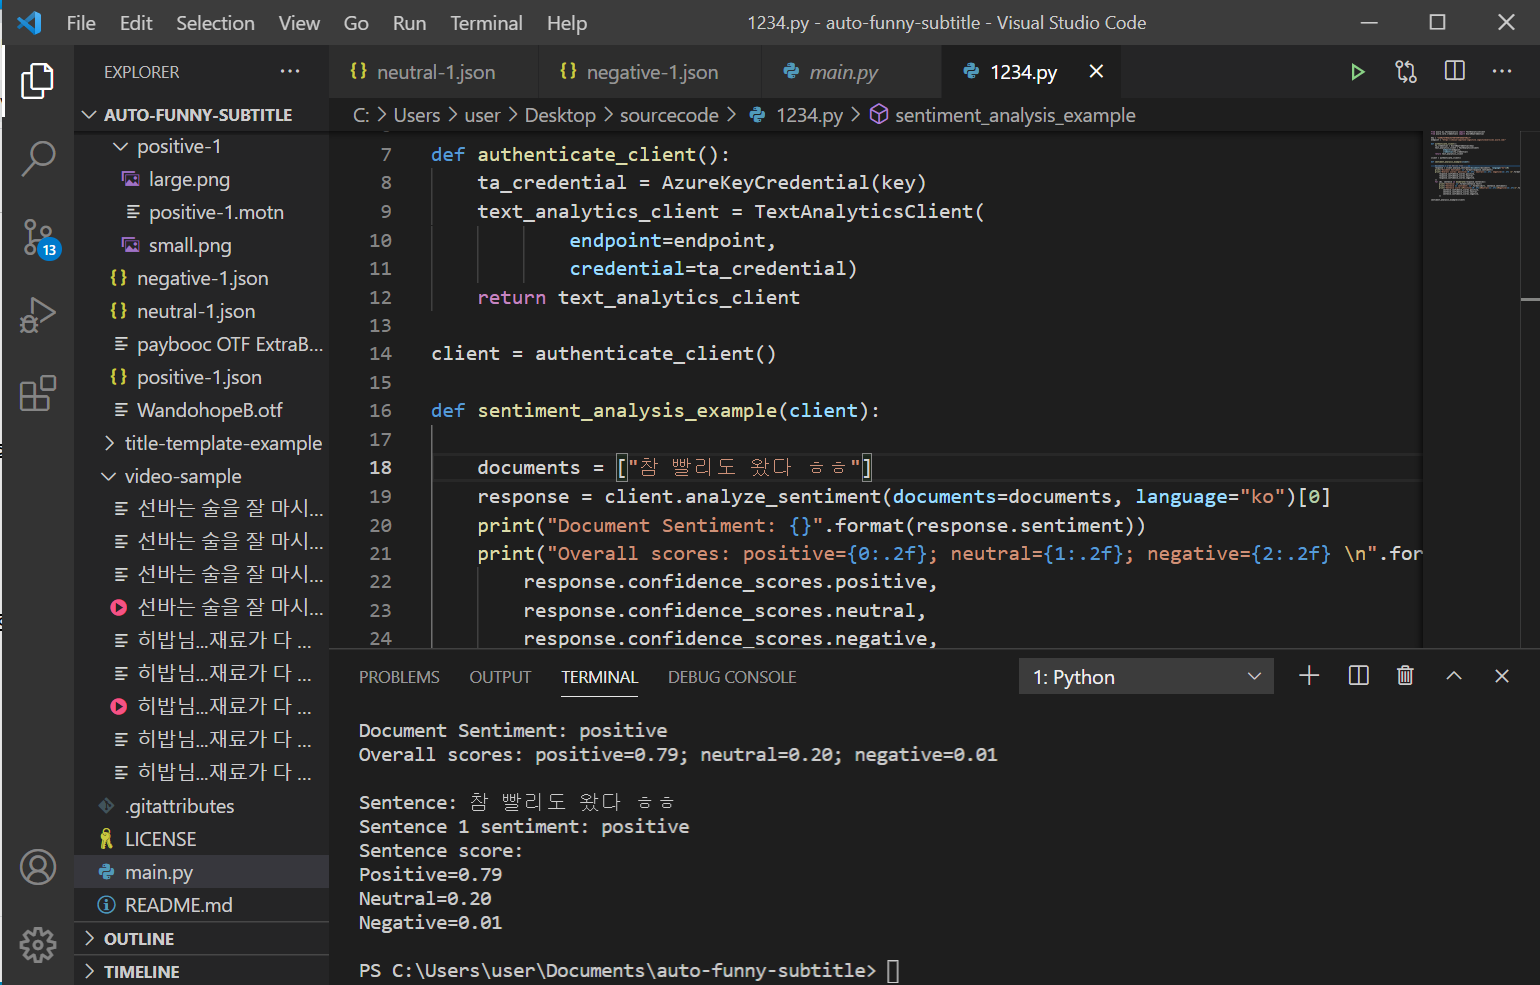 File Edit Selection View Go Run Terminal Help
1234.py - auto-funny-subtitle - Visual Studio Code
EXPLORER ···
{} neutral-1.json
{} negative-1.json
main.py
1234.py
AUTO-FUNNY-SUBTITLE
C: > Users > user > Desktop > sourcecode > 1234.py > sentiment_analysis_example
positive-1
large.png
positive-1.motn
small.png
13
{} negative-1.json
{} neutral-1.json
paybooc OTF ExtraB...
{} positive-1.json
WandohopeB.otf
title-template-example
video-sample
선바는 술을 잘 마시...
선바는 술을 잘 마시...
선바는 술을 잘 마시...
선바는 술을 잘 마시...
히밥님...재료가 다 ...
히밥님...재료가 다 ...
히밥님...재료가 다 ...
히밥님...재료가 다 ...
히밥님...재료가 다 ...
.gitattributes
LICENSE
main.py
README.md
OUTLINE
TIMELINE
7 def authenticate_client():
8 ta_credential = AzureKeyCredential(key)
9 text_analytics_client = TextAnalyticsClient(
10 endpoint=endpoint,
11 credential=ta_credential)
12 return text_analytics_client
13
14 client = authenticate_client()
15
16 def sentiment_analysis_example(client):
17
18 documents = ["참 빨리도 왔다 ㅎㅎ"]
19 response = client.analyze_sentiment(documents=documents, language="ko")[0]
20 print("Document Sentiment: {}".format(response.sentiment))
21 print("Overall scores: positive={0:.2f}; neutral={1:.2f}; negative={2:.2f} \n".for
22 response.confidence_scores.positive,
23 response.confidence_scores.neutral,
24 response.confidence_scores.negative,
PROBLEMS OUTPUT TERMINAL DEBUG CONSOLE
1: Python
Document Sentiment: positive
Overall scores: positive=0.79; neutral=0.20; negative=0.01
Sentence: 참 빨리도 왔다 ㅎㅎ
Sentence 1 sentiment: positive
Sentence score:
Positive=0.79
Neutral=0.20
Negative=0.01
PS C:\Users\user\Documents\auto-funny-subtitle>